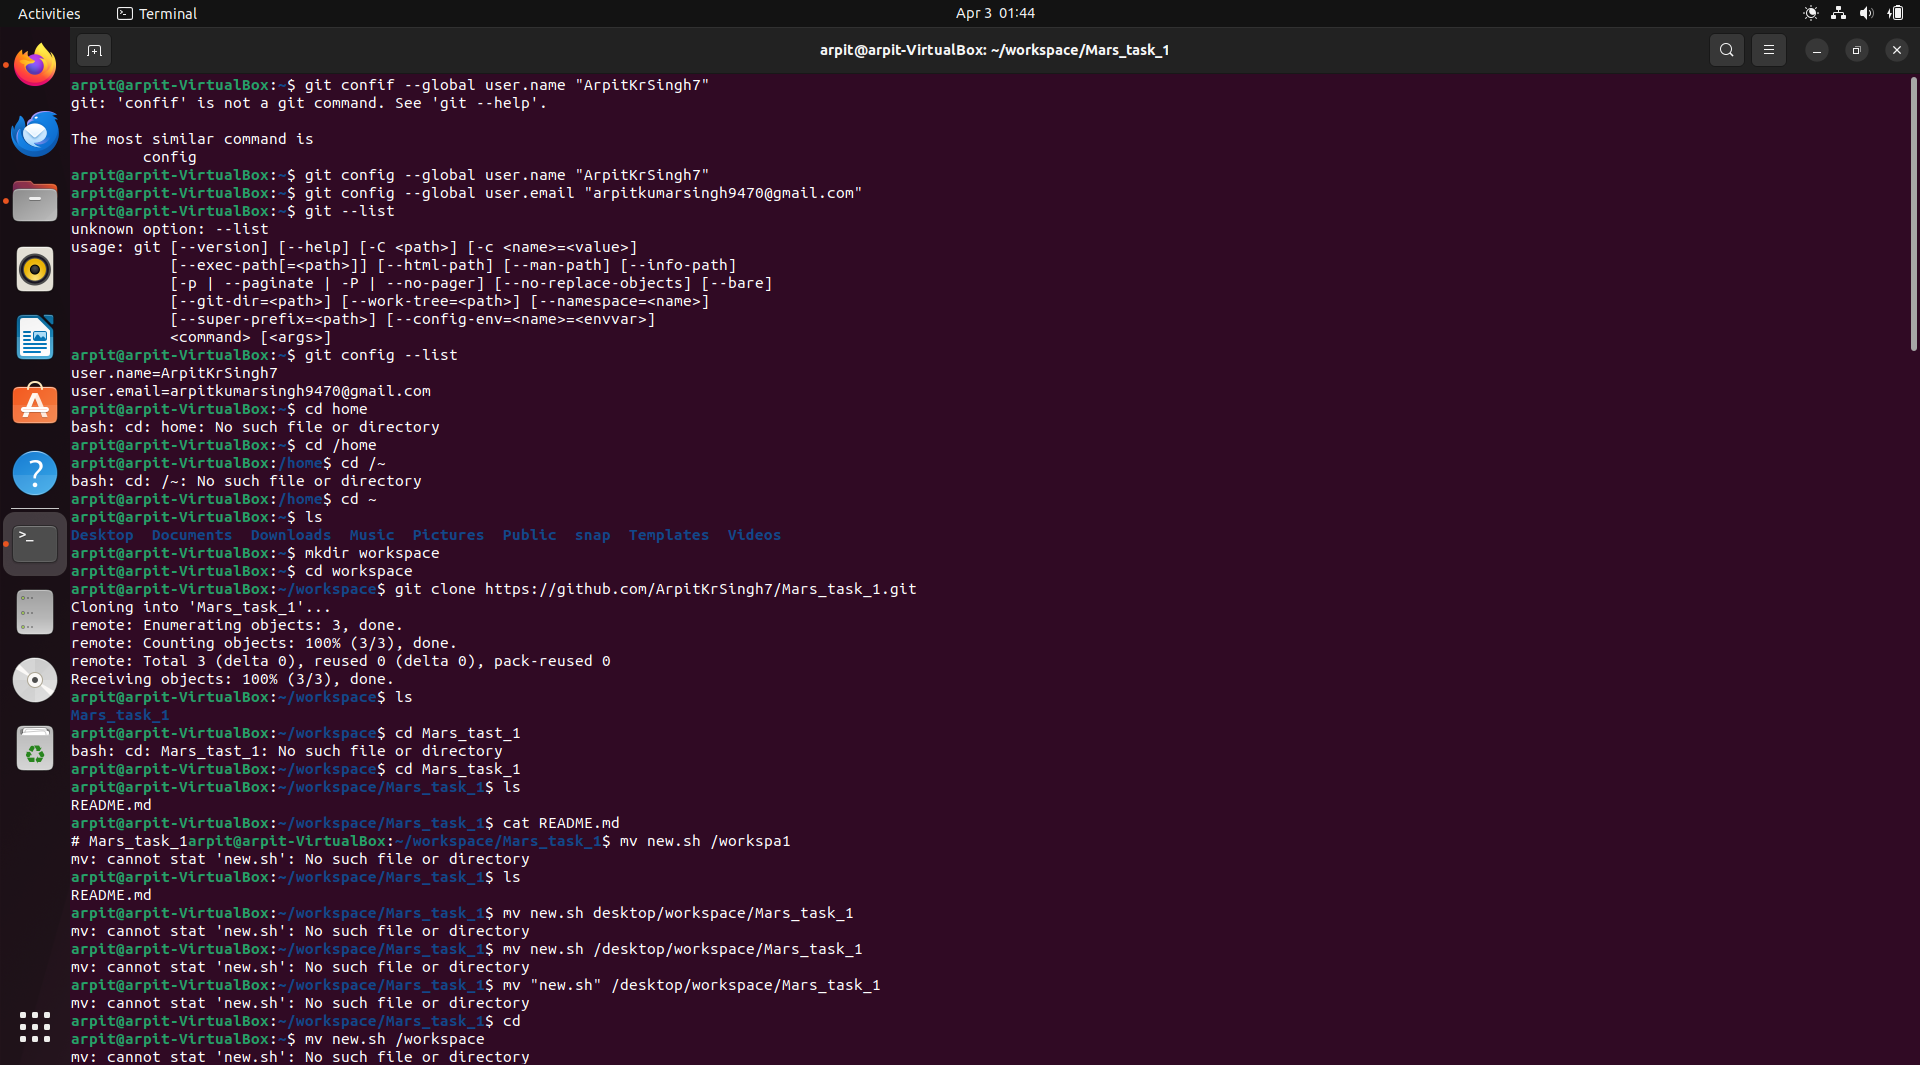 Activities
Terminal
Apr 3 01:44
arpit@arpit-VirtualBox: ~/workspace/Mars_task_1
arpit@arpit-VirtualBox:~$ git confif --global user.name "ArpitKrSingh7"
git: 'confif' is not a git command. See 'git --help'.
The most similar command is
config
arpit@arpit-VirtualBox:~$ git config --global user.name "ArpitKrSingh7"
arpit@arpit-VirtualBox:~$ git config --global user.email "arpitkumarsingh9470@gmail.com"
arpit@arpit-VirtualBox:~$ git --list
unknown option: --list
usage: git [--version] [--help] [-C <path>] [-c <name>=<value>]
[--exec-path[=<path>]] [--html-path] [--man-path] [--info-path]
[-p | --paginate | -P | --no-pager] [--no-replace-objects] [--bare]
[--git-dir=<path>] [--work-tree=<path>] [--namespace=<name>]
[--super-prefix=<path>] [--config-env=<name>=<envvar>]
<command> [<args>]
arpit@arpit-VirtualBox:~$ git config --list
user.name=ArpitKrSingh7
user.email=arpitkumarsingh9470@gmail.com
arpit@arpit-VirtualBox:~$ cd home
bash: cd: home: No such file or directory
arpit@arpit-VirtualBox:~$ cd /home
arpit@arpit-VirtualBox:/home$ cd /~
bash: cd: /~: No such file or directory
arpit@arpit-VirtualBox:/home$ cd ~
arpit@arpit-VirtualBox:~$ ls
Desktop  Documents  Downloads  Music  Pictures  Public  snap  Templates  Videos
arpit@arpit-VirtualBox:~$ mkdir workspace
arpit@arpit-VirtualBox:~$ cd workspace
arpit@arpit-VirtualBox:~/workspace$ git clone https://github.com/ArpitKrSingh7/Mars_task_1.git
Cloning into 'Mars_task_1'...
remote: Enumerating objects: 3, done.
remote: Counting objects: 100% (3/3), done.
remote: Total 3 (delta 0), reused 0 (delta 0), pack-reused 0
Receiving objects: 100% (3/3), done.
arpit@arpit-VirtualBox:~/workspace$ ls
Mars_task_1
arpit@arpit-VirtualBox:~/workspace$ cd Mars_tast_1
bash: cd: Mars_tast_1: No such file or directory
arpit@arpit-VirtualBox:~/workspace$ cd Mars_task_1
arpit@arpit-VirtualBox:~/workspace/Mars_task_1$ ls
README.md
arpit@arpit-VirtualBox:~/workspace/Mars_task_1$ cat README.md
# Mars_task_1arpit@arpit-VirtualBox:~/workspace/Mars_task_1$ mv new.sh /workspa1
mv: cannot stat 'new.sh': No such file or directory
arpit@arpit-VirtualBox:~/workspace/Mars_task_1$ ls
README.md
arpit@arpit-VirtualBox:~/workspace/Mars_task_1$ mv new.sh desktop/workspace/Mars_task_1
mv: cannot stat 'new.sh': No such file or directory
arpit@arpit-VirtualBox:~/workspace/Mars_task_1$ mv new.sh /desktop/workspace/Mars_task_1
mv: cannot stat 'new.sh': No such file or directory
arpit@arpit-VirtualBox:~/workspace/Mars_task_1$ mv "new.sh" /desktop/workspace/Mars_task_1
mv: cannot stat 'new.sh': No such file or directory
arpit@arpit-VirtualBox:~/workspace/Mars_task_1$ cd
arpit@arpit-VirtualBox:~$ mv new.sh /workspace
mv: cannot stat 'new.sh': No such file or directory